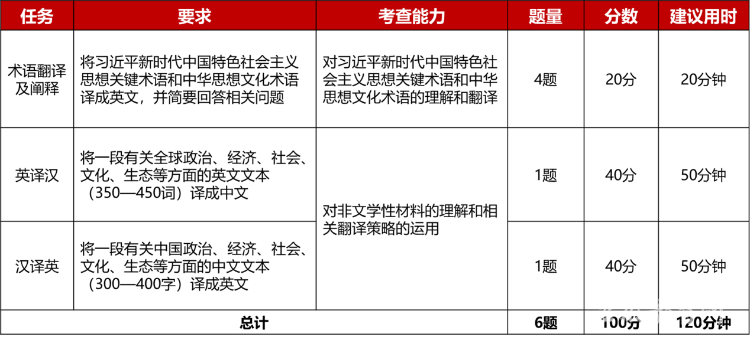 任务 要求 考查能力 题量 分数 建议用时
术语翻译
及阐释
将习近平新时代中国特色社会主义
思想关键术语和中华思想文化术语
译成英文，并简要回答相关问题
对习近平新时代中国特色社
会主义思想关键术语和中华
思想文化术语的理解和翻译
4题
20分
20分钟
英译汉
将一段有关全球政治、经济、社会、
文化、生态等方面的英文文本
（350—450词）译成中文
对非文学性材料的理解和相
关翻译策略的运用
1题
40分
50分钟
汉译英
将一段有关中国政治、经济、社会、
文化、生态等方面的中文文本
（300—400字）译成英文
1题
40分
50分钟
总计 6题 100分 120分钟